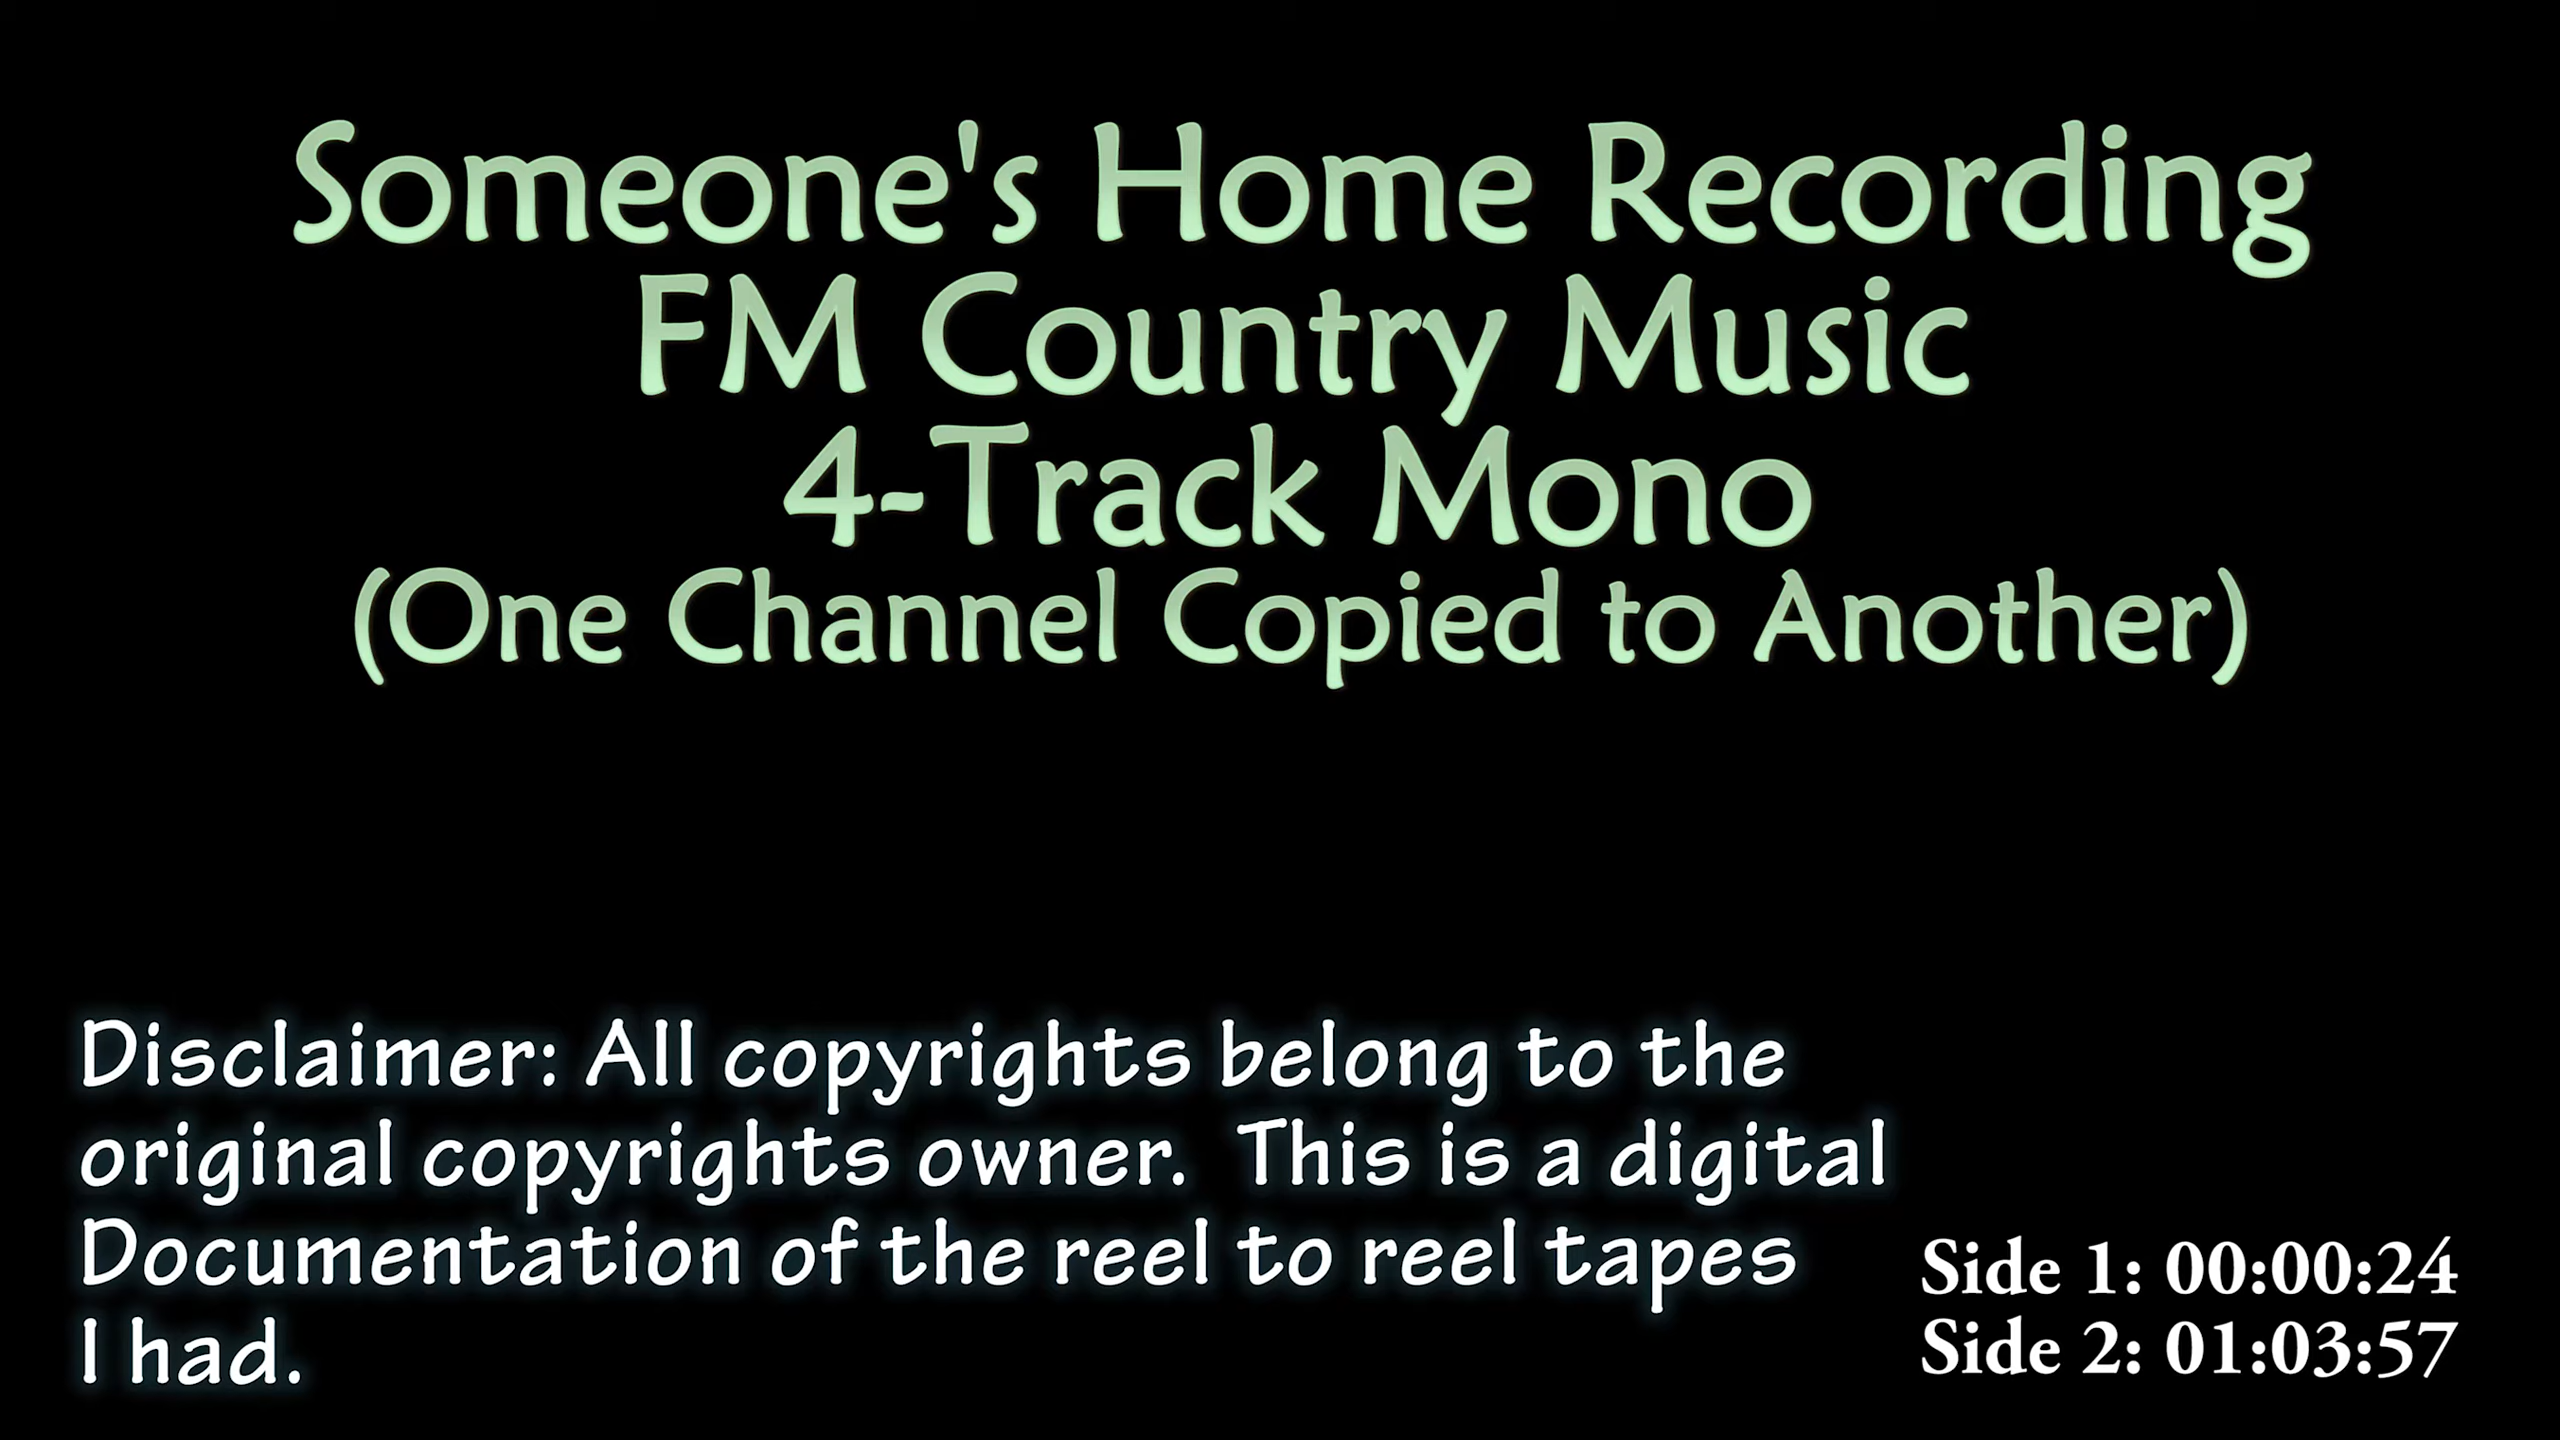 Someone's Home Recording
FM Country Music
4-Track Mono
(One Channel Copied to Another)
Disclaimer: All copyrights belong to the
original copyrights owner.  This is a digital
Documentation of the reel to reel tapes
I had.
Side 1: 00:00:24
Side 2: 01:03:57